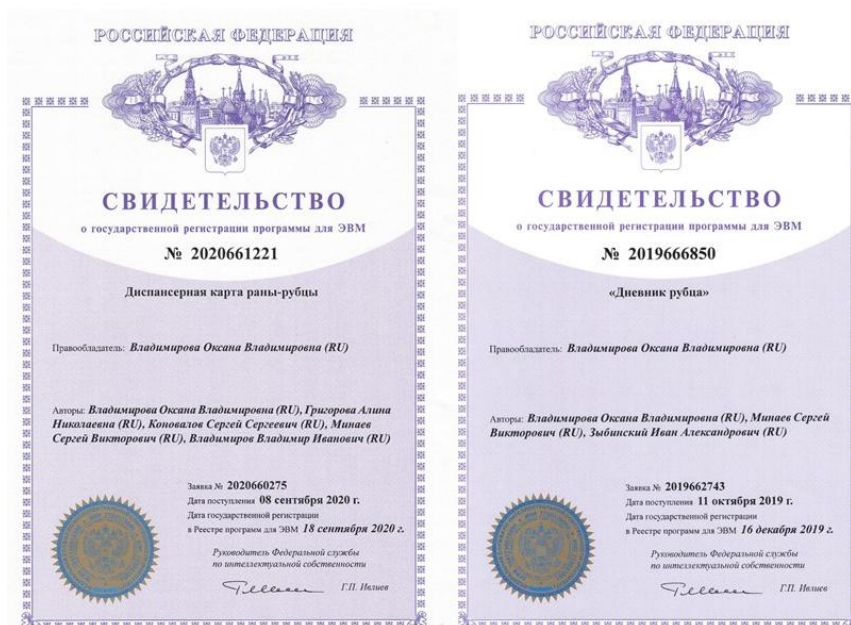 РОССИЙСКАЯ ФЕДЕРАЦИЯ
СВИДЕТЕЛЬСТВО
о государственной регистрации программы для ЭВМ
№ 2020661221
Диспансерная карта раны-рубцы
Правообладатель: Владимирова Оксана Владимировна (RU)
Авторы: Владимирова Оксана Владимировна (RU), Григорова Алина
Николаевна (RU), Коновалов Сергей Сергеевич (RU), Минаев
Сергей Викторович (RU), Владимиров Владимир Иванович (RU)
Заявка № 2020660275
Дата поступления 08 сентября 2020 г.
Дата государственной регистрации
в Реестре программ для ЭВМ 18 сентября 2020 г.
Руководитель Федеральной службы
по интеллектуальной собственности
Г.П. Ивлиев
РОССИЙСКАЯ ФЕДЕРАЦИЯ
СВИДЕТЕЛЬСТВО
о государственной регистрации программы для ЭВМ
№ 2019666850
«Дневник рубца»
Правообладатель: Владимирова Оксана Владимировна (RU)
Авторы: Владимирова Оксана Владимировна (RU), Минаев Сергей
Викторович (RU), Зыбинский Иван Александрович (RU)
Заявка № 2019662743
Дата поступления 11 октября 2019 г.
Дата государственной регистрации
в Реестре программ для ЭВМ 16 декабря 2019 г.
Руководитель Федеральной службы
по интеллектуальной собственности
Г.П. Ивлиев